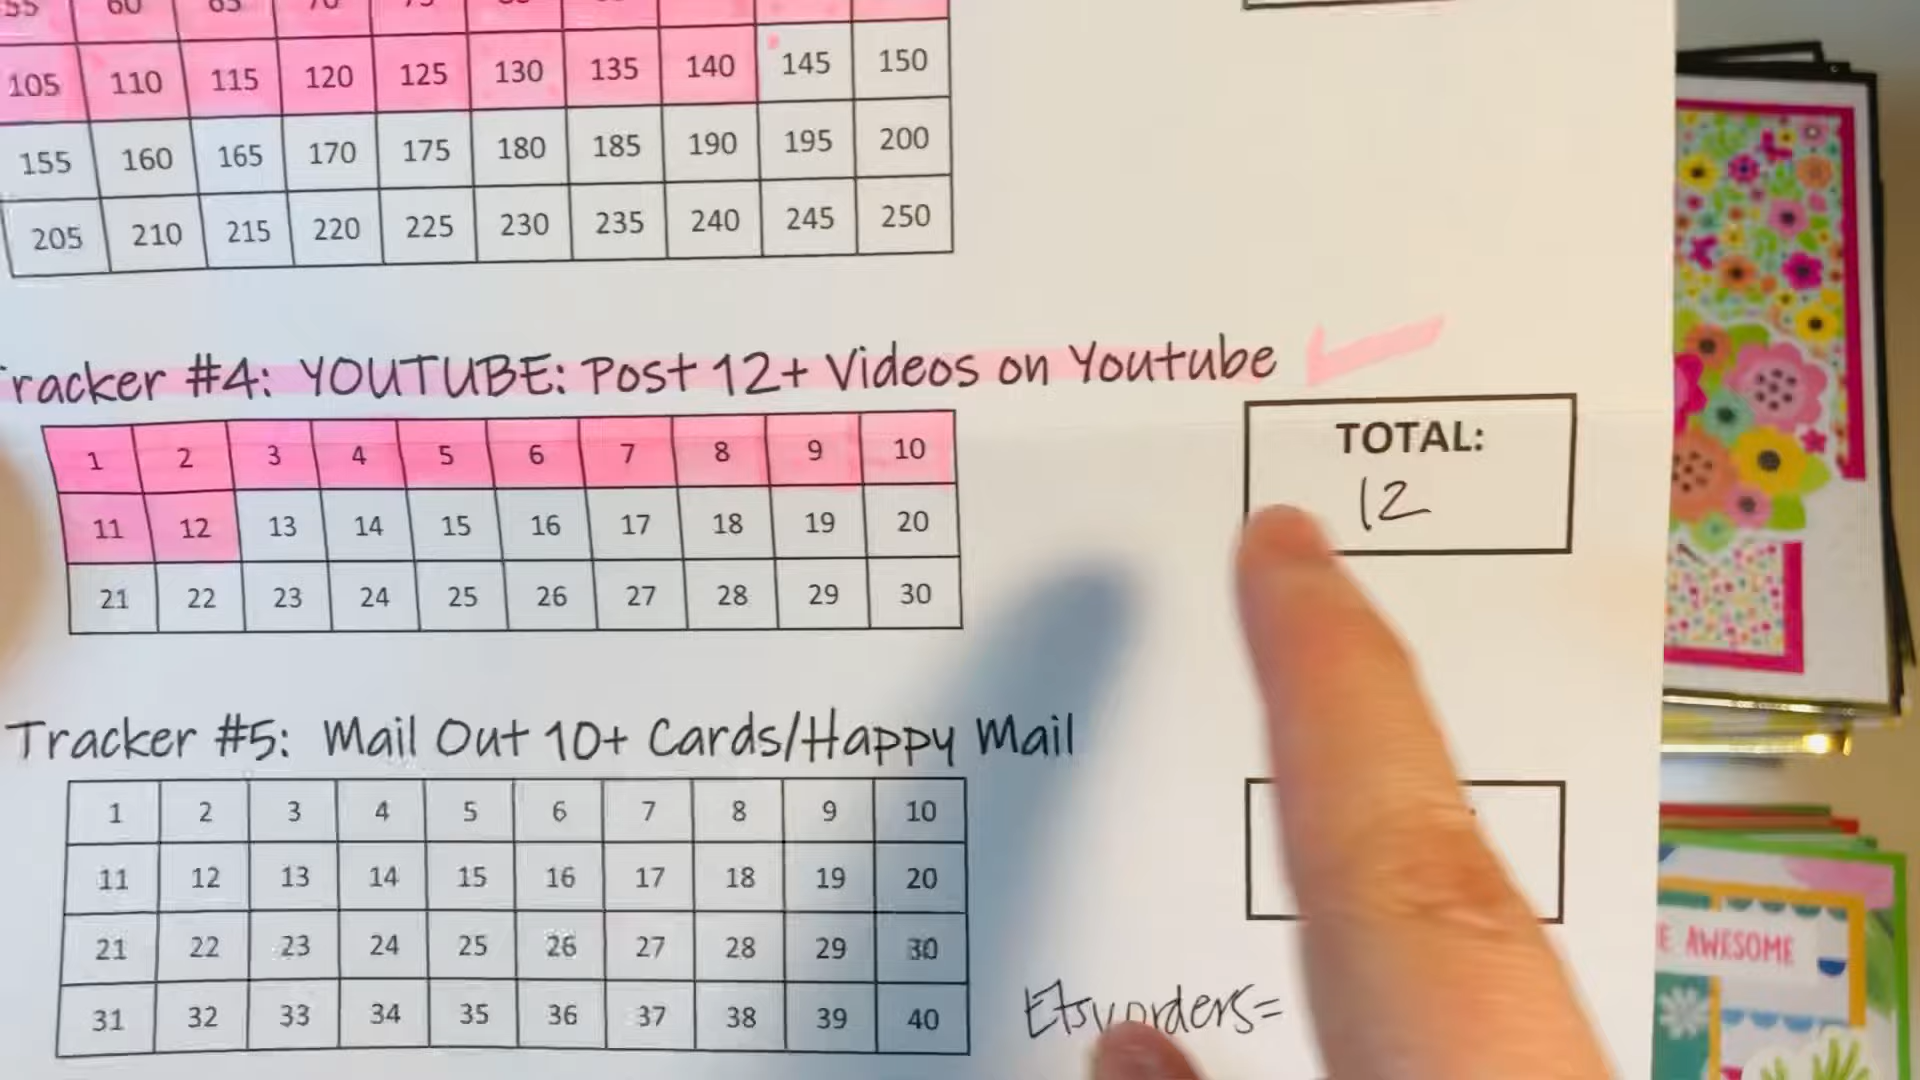 55 60 65 70 75
105 110 115 120 125 130 135 140 145 150
155 160 165 170 175 180 185 190 195 200
205 210 215 220 225 230 235 240 245 250
racker #4: YOUTUBE: Post 12+ Videos on Youtube
1 2 3 4 5 6 7 8 9 10
11 12 13 14 15 16 17 18 19 20
21 22 23 24 25 26 27 28 29 30
TOTAL:
12
Tracker #5: Mail Out 10+ Cards/Happy Mail
1 2 3 4 5 6 7 8 9 10
11 12 13 14 15 16 17 18 19 20
21 22 23 24 25 26 27 28 29 30
31 32 33 34 35 36 37 38 39 40
Etsy orders=
E AWESOME